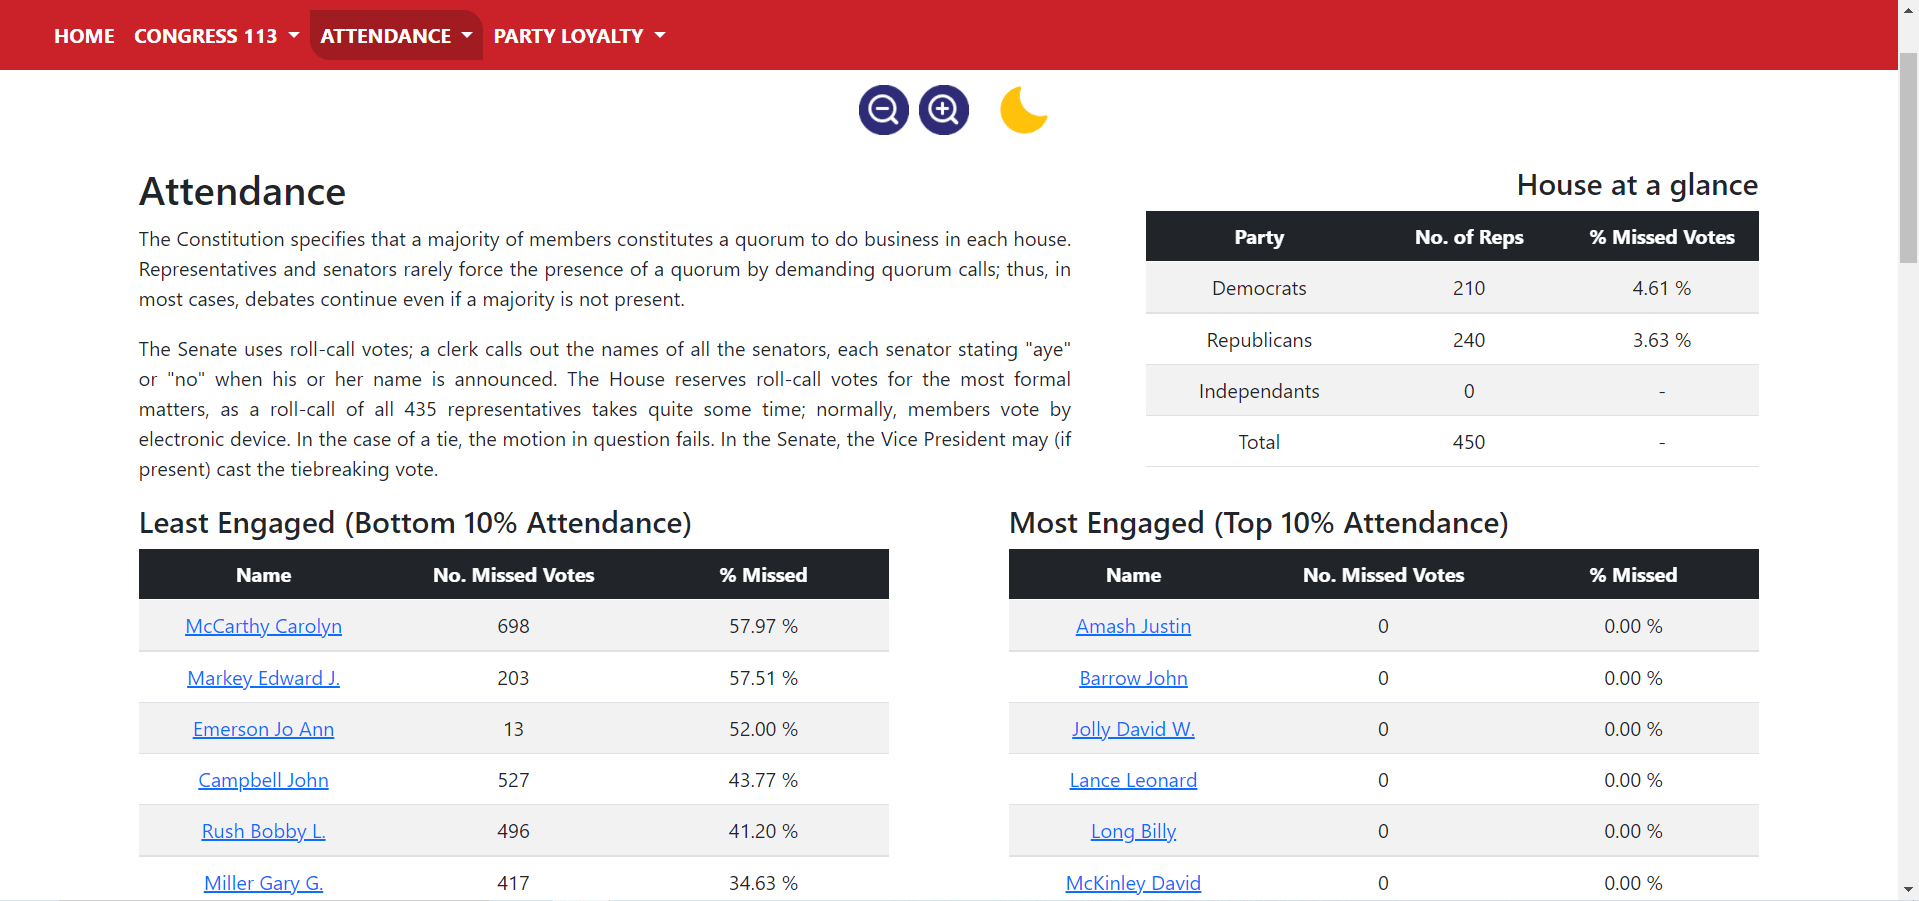 HOME CONGRESS 113 ATTENDANCE PARTY LOYALTY
Attendance
The Constitution specifies that a majority of members constitutes a quorum to do business in each house.
Representatives and senators rarely force the presence of a quorum by demanding quorum calls; thus, in
most cases, debates continue even if a majority is not present.
The Senate uses roll-call votes; a clerk calls out the names of all the senators, each senator stating "aye"
or "no" when his or her name is announced. The House reserves roll-call votes for the most formal
matters, as a roll-call of all 435 representatives takes quite some time; normally, members vote by
electronic device. In the case of a tie, the motion in question fails. In the Senate, the Vice President may (if
present) cast the tiebreaking vote.
House at a glance
Party No. of Reps % Missed Votes
Democrats 210 4.61 %
Republicans 240 3.63 %
Independants 0 -
Total 450 -
Least Engaged (Bottom 10% Attendance)
Name No. Missed Votes % Missed
McCarthy Carolyn 698 57.97 %
Markey Edward J. 203 57.51 %
Emerson Jo Ann 13 52.00 %
Campbell John 527 43.77 %
Rush Bobby L. 496 41.20 %
Miller Gary G. 417 34.63 %
Most Engaged (Top 10% Attendance)
Name No. Missed Votes % Missed
Amash Justin 0 0.00 %
Barrow John 0 0.00 %
Jolly David W. 0 0.00 %
Lance Leonard 0 0.00 %
Long Billy 0 0.00 %
McKinley David 0 0.00 %